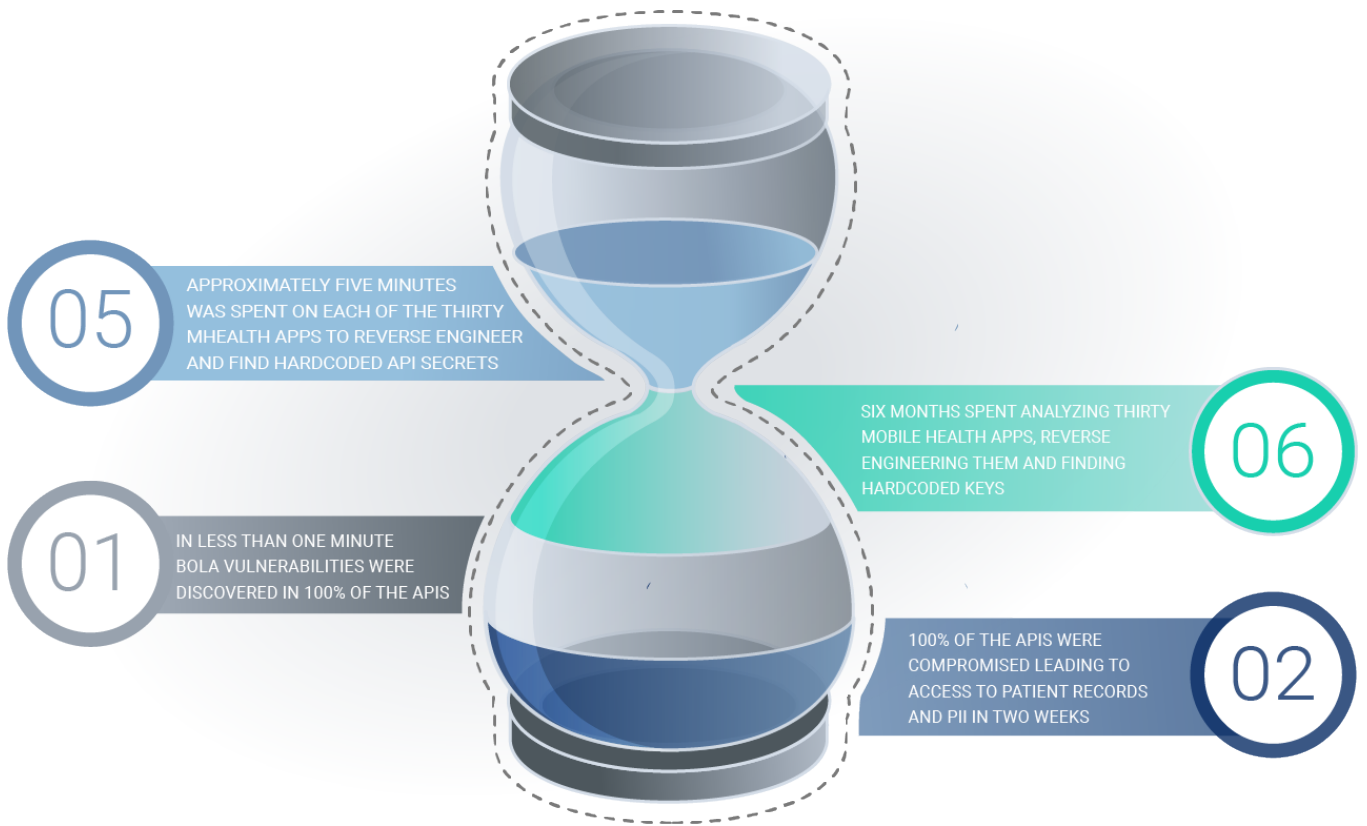 05
APPROXIMATELY FIVE MINUTES
WAS SPENT ON EACH OF THE THIRTY
MHEALTH APPS TO REVERSE ENGINEER
AND FIND HARDCODED API SECRETS
06
SIX MONTHS SPENT ANALYZING THIRTY
MOBILE HEALTH APPS, REVERSE
ENGINEERING THEM AND FINDING
HARDCODED KEYS
01
IN LESS THAN ONE MINUTE
BOLA VULNERABILITIES WERE
DISCOVERED IN 100% OF THE APIS
02
100% OF THE APIS WERE
COMPROMISED LEADING TO
ACCESS TO PATIENT RECORDS
AND PII IN TWO WEEKS